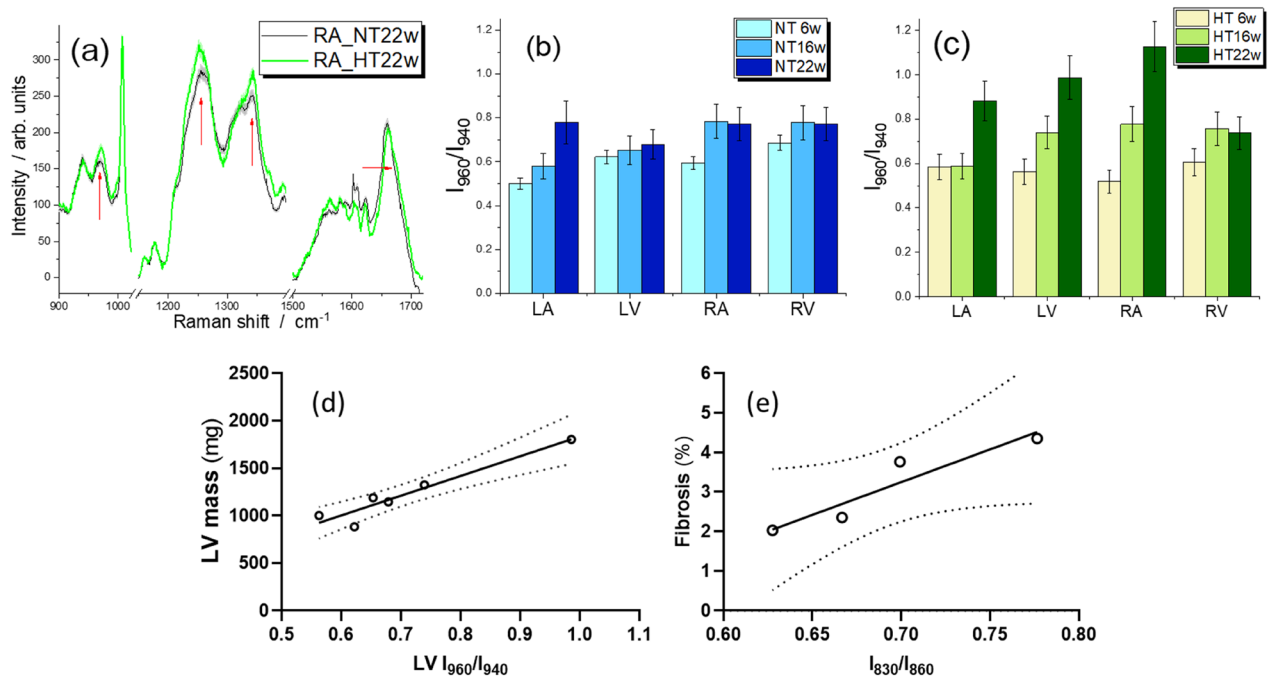 (a)
RA_NT22w
RA_HT22w
Intensity / arb. units
300
250
200
150
100
50
0
900 1000 1200 1300 1400 1500 1600 1700
Raman shift / cm-1
(b)
NT 6w
NT16w
NT22w
I960/I940
1.2
1.0
0.8
0.6
0.4
0.2
0.0
LA LV RA RV
(c)
HT 6w
HT16w
HT22w
I960/I940
1.2
1.0
0.8
0.6
0.4
0.2
0.0
LA LV RA RV
(d)
LV mass (mg)
2500
2000
1500
1000
500
0
0.5 0.6 0.7 0.8 0.9 1.0 1.1
LV I960/I940
(e)
Fibrosis (%)
6
5
4
3
2
1
0
0.60 0.65 0.70 0.75 0.80
I830/I860